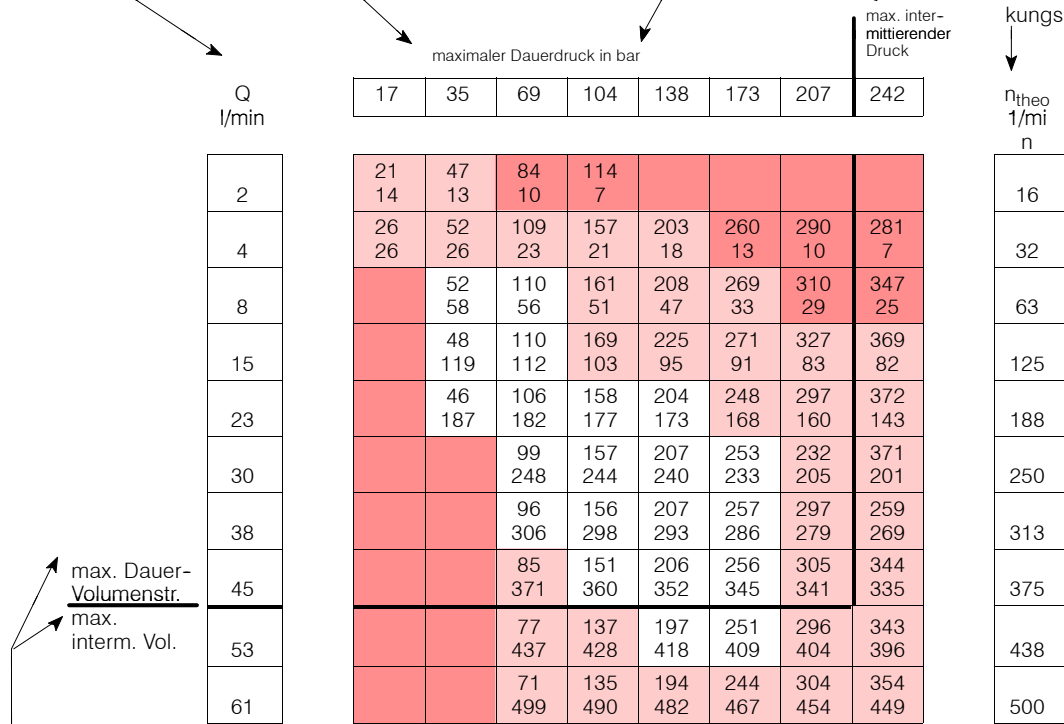 kungs
max. inter-
mittierender
Druck
maximaler Dauerdruck in bar
Q
l/min
17 35 69 104 138 173 207 242
n theo
1/mi
n
21 47 84 114
2 14 13 10 7 16
26 52 109 157 203 260 290 281
4 26 26 23 21 18 13 10 7 32
52 110 161 208 269 310 347
8 58 56 51 47 33 29 25 63
48 110 169 225 271 327 369
15 119 112 103 95 91 83 82 125
46 106 158 204 248 297 372
23 187 182 177 173 168 160 143 188
99 157 207 253 232 371
30 248 244 240 233 205 201 250
96 156 207 257 297 259
38 306 298 293 286 279 269 313
85 151 206 256 305 344
max. Dauer-
Volumenstr.
45 371 360 352 345 341 335 375
max.
interm. Vol.
77 137 197 251 296 343
53 437 428 418 409 404 396 438
71 135 194 244 304 354
61 499 490 482 467 454 449 500